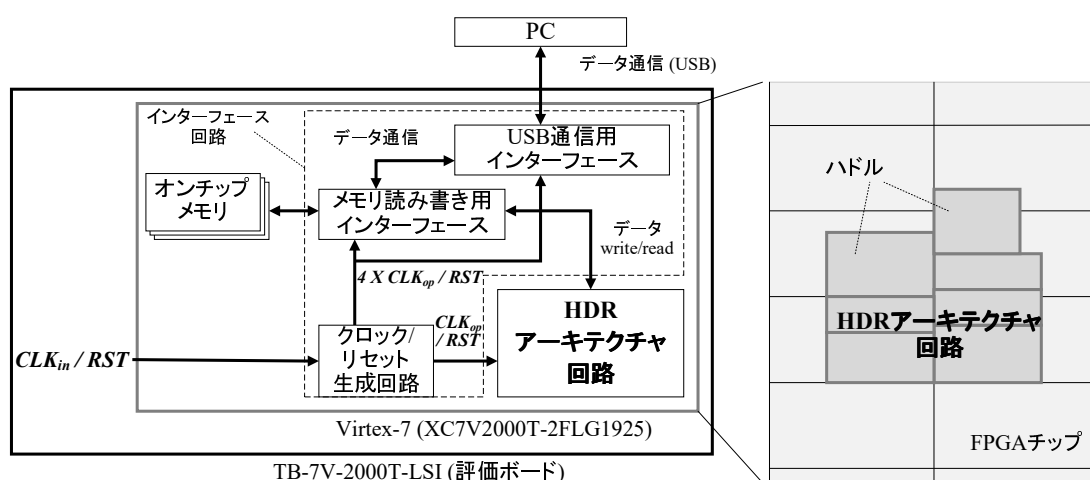 PC
データ通信 (USB)
インターフェース
回路
データ通信
USB通信用
インターフェース
オンチップ
メモリ
メモリ読み書き用
インターフェース
データ
write/read
4 X CLKop / RST
CLKin / RST
クロック/
リセット
生成回路
CLKop
/ RST
HDR
アーキテクチャ
回路
Virtex-7 (XC7V2000T-2FLG1925)
TB-7V-2000T-LSI (評価ボード)
ハドル
HDRアーキテクチャ
回路
FPGAチップ